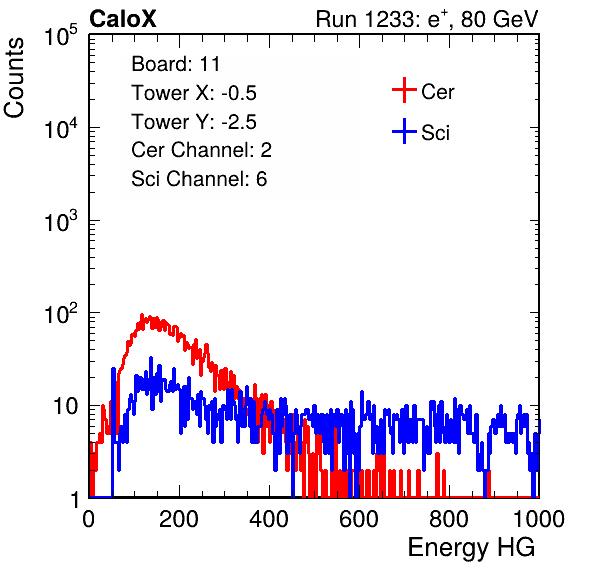 CaloX Run 1233: e⁺, 80 GeV
Counts
10⁵
10⁴
10³
10²
10
1
Board: 11
Tower X: -0.5
Tower Y: -2.5
Cer Channel: 2
Sci Channel: 6
Cer
Sci
0 200 400 600 800 1000
Energy HG